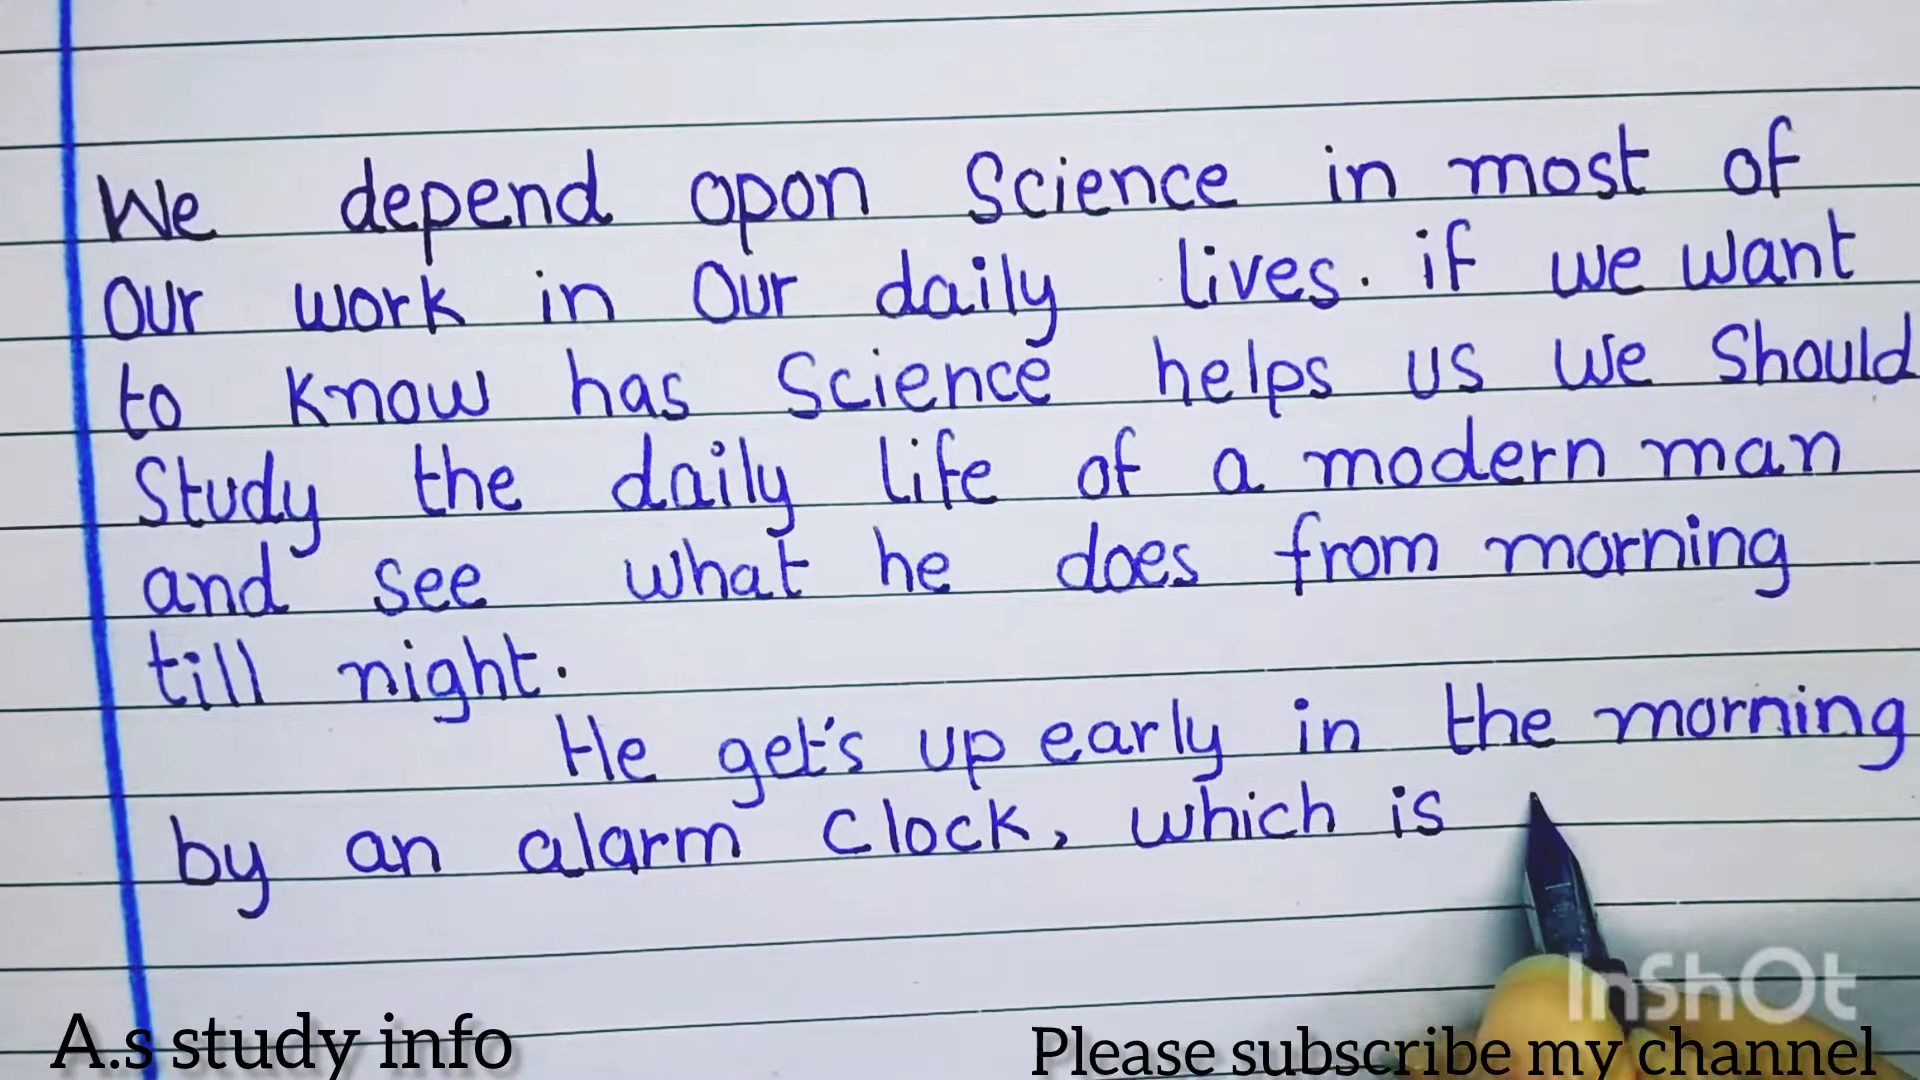 We depend opon Science in most of
our work in our daily lives. if we want
to know has Science helps us we should
Study the daily life of a modern man
and see what he does from morning
till night.
He get's up early in the morning
by an alarm clock, which is
InShOt
A.s study info
Please subscribe my channel